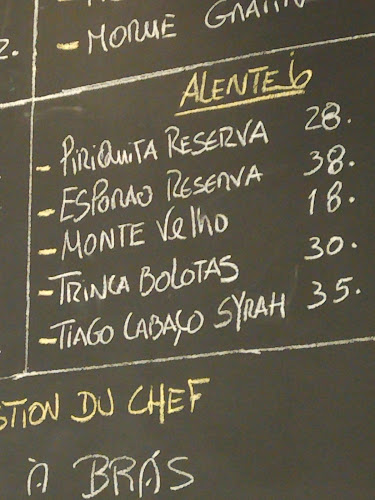 - MORUE GRATIN
2.
ALENTEJO
- PIRIQUITA RESERVA 28.
- ESPORAO RESERVA 38.
- MONTE VELHO 18.
- TRINCA BOLOTAS 30.
- TIAGO CABAÇO SYRAH 35.
STION DU CHEF
À BRÁS